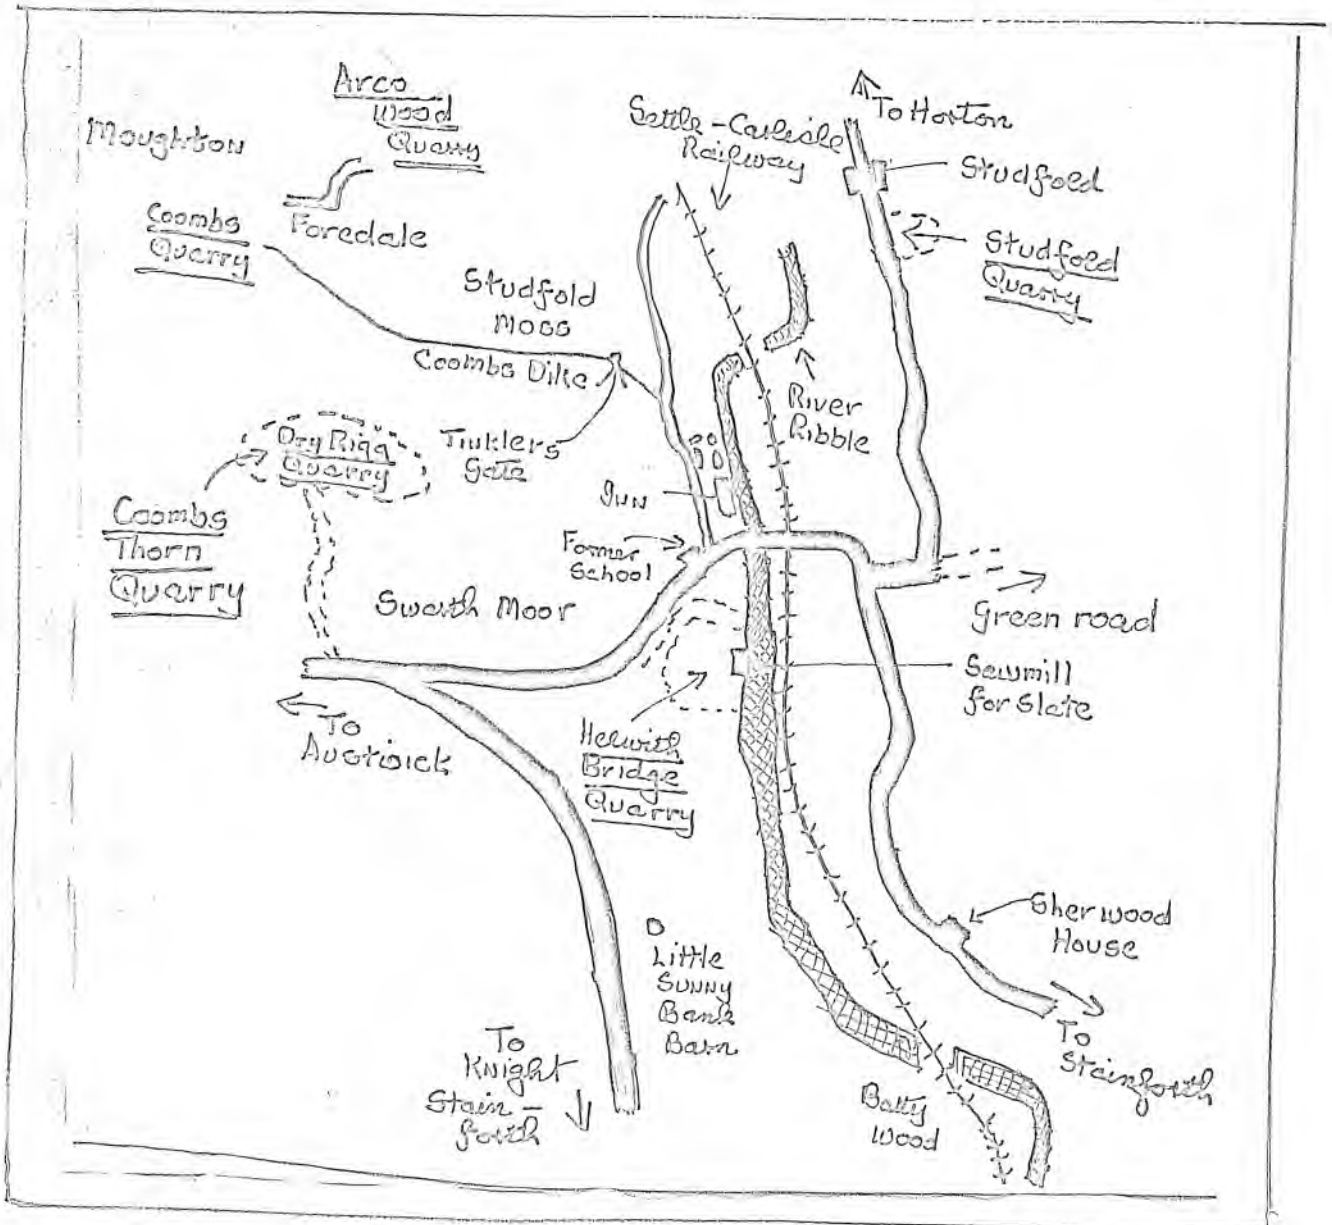 Arco
Wood
Quarry
Moughton
Settle-Carlisle
Railway
To Horton
Studfold
Coombs
Quarry
Foredale
Studfold
Quarry
Studfold
Moss
Coombs Dike
River
Ribble
Dry Rigg
Quarry
Tinklers
Gate
Inn
Coombs
Thorn
Quarry
Former
School
Swarth Moor
Green road
Sawmill
for Slate
To
Austwick
Helwith
Bridge
Quarry
Sherwood
House
Little
Sunny
Bank
Barn
To
Knight
Stain-
forth
To
Stainforth
Batty
Wood